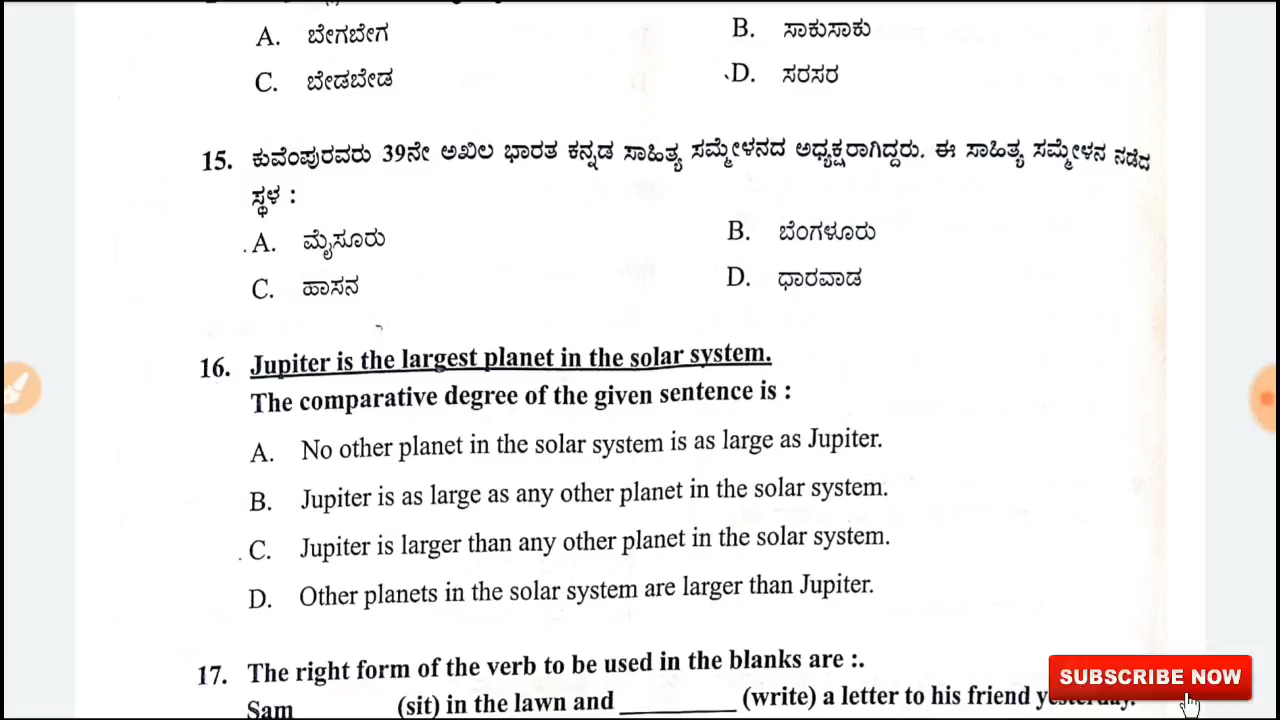 A. ಬೇಗಬೇಗ
B. ಸಾಕುಸಾಕು
C. ಬೇಡಬೇಡ
D. ಸರಸರ
15. ಕುವೆಂಪುರವರು 39ನೇ ಅಖಿಲ ಭಾರತ ಕನ್ನಡ ಸಾಹಿತ್ಯ ಸಮ್ಮೇಳನದ ಅಧ್ಯಕ್ಷರಾಗಿದ್ದರು. ಈ ಸಾಹಿತ್ಯ ಸಮ್ಮೇಳನ ನಡೆದ
ಸ್ಥಳ :
A. ಮೈಸೂರು
B. ಬೆಂಗಳೂರು
C. ಹಾಸನ
D. ಧಾರವಾಡ
16. Jupiter is the largest planet in the solar system.
The comparative degree of the given sentence is :
A. No other planet in the solar system is as large as Jupiter.
B. Jupiter is as large as any other planet in the solar system.
C. Jupiter is larger than any other planet in the solar system.
D. Other planets in the solar system are larger than Jupiter.
17. The right form of the verb to be used in the blanks are :.
Sam ________ (sit) in the lawn and ________ (write) a letter to his friend
SUBSCRIBE NOW